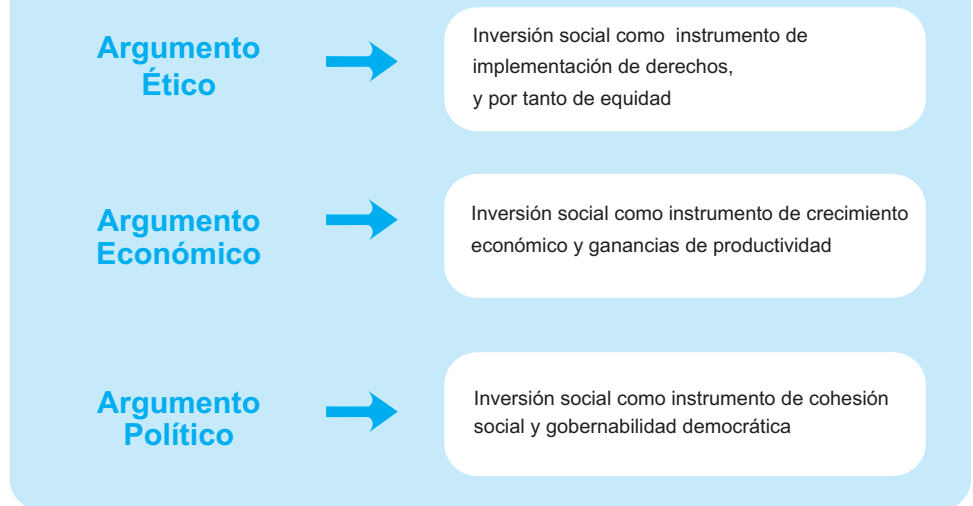 Argumento
Ético
Inversión social como instrumento de
implementación de derechos,
y por tanto de equidad
Argumento
Económico
Inversión social como instrumento de crecimiento
económico y ganancias de productividad
Argumento
Político
Inversión social como instrumento de cohesión
social y gobernabilidad democrática